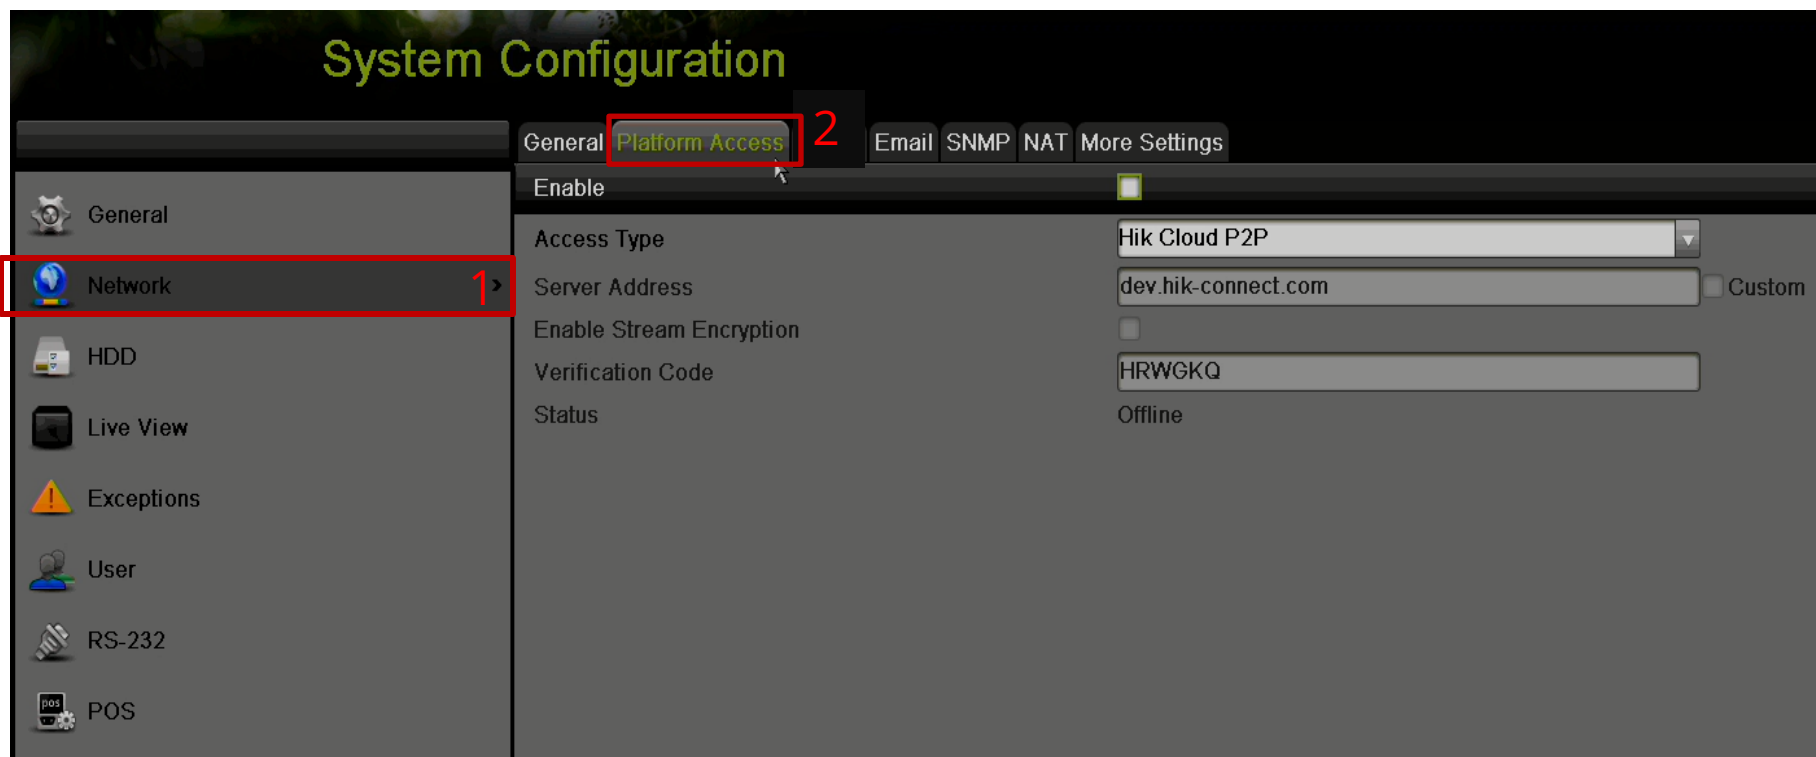 System Configuration
General Platform Access 2 Email SNMP NAT More Settings
Enable
General
Access Type Hik Cloud P2P
Network 1 ›
Server Address dev.hik-connect.com Custom
Enable Stream Encryption
HDD
Verification Code HRWGKQ
Live View
Status Offline
Exceptions
User
RS-232
pos
POS